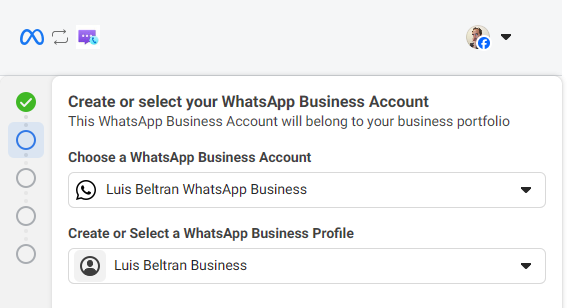 Create or select your WhatsApp Business Account
This WhatsApp Business Account will belong to your business portfolio
Choose a WhatsApp Business Account
Luis Beltran WhatsApp Business
Create or Select a WhatsApp Business Profile
Luis Beltran Business